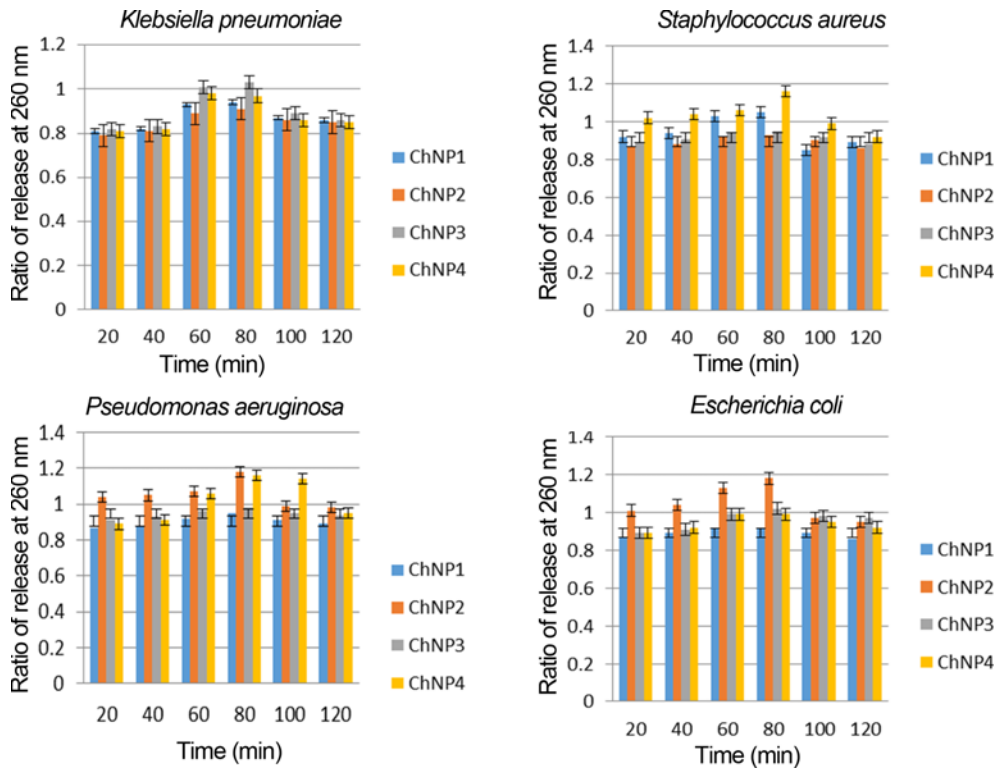 Klebsiella pneumoniae
Ratio of release at 260 nm
1.2
1
0.8
0.6
0.4
0.2
0
20 40 60 80 100 120
Time (min)
ChNP1
ChNP2
ChNP3
ChNP4
Staphylococcus aureus
Ratio of release at 260 nm
1.4
1.2
1
0.8
0.6
0.4
0.2
0
20 40 60 80 100 120
Time (min)
ChNP1
ChNP2
ChNP3
ChNP4
Pseudomonas aeruginosa
Ratio of release at 260 nm
1.4
1.2
1
0.8
0.6
0.4
0.2
0
20 40 60 80 100 120
Time (min)
ChNP1
ChNP2
ChNP3
ChNP4
Escherichia coli
Ratio of release at 260 nm
1.4
1.2
1
0.8
0.6
0.4
0.2
0
20 40 60 80 100 120
Time (min)
ChNP1
ChNP2
ChNP3
ChNP4